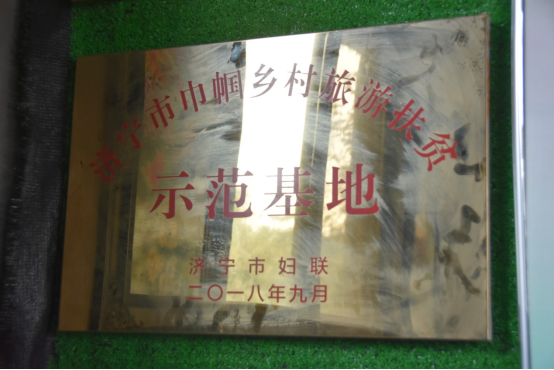 济宁市巾帼乡村旅游扶贫
示范基地
济宁市妇联
二〇一八年九月